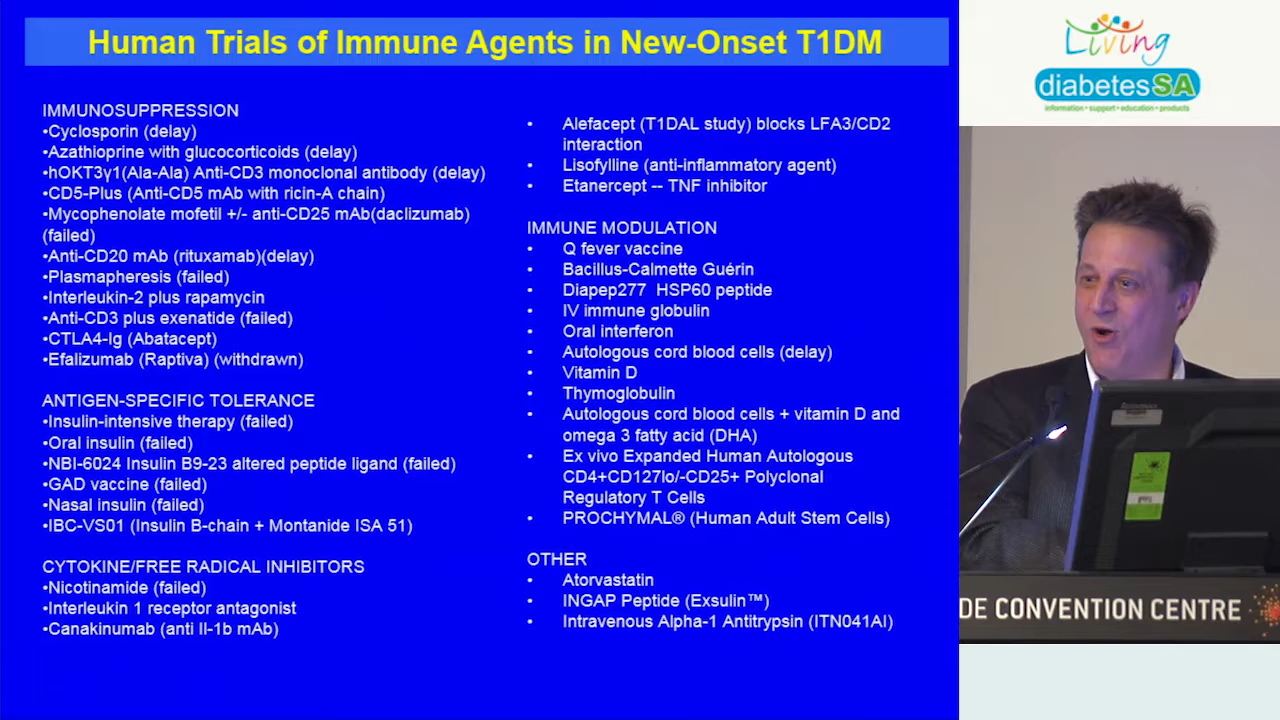 Human Trials of Immune Agents in New-Onset T1DM
IMMUNOSUPPRESSION
•Cyclosporin (delay)
•Azathioprine with glucocorticoids (delay)
•hOKT3γ1(Ala-Ala) Anti-CD3 monoclonal antibody (delay)
•CD5-Plus (Anti-CD5 mAb with ricin-A chain)
•Mycophenolate mofetil +/- anti-CD25 mAb(daclizumab)
(failed)
•Anti-CD20 mAb (rituxamab)(delay)
•Plasmapheresis (failed)
•Interleukin-2 plus rapamycin
•Anti-CD3 plus exenatide (failed)
•CTLA4-Ig (Abatacept)
•Efalizumab (Raptiva) (withdrawn)
ANTIGEN-SPECIFIC TOLERANCE
•Insulin-intensive therapy (failed)
•Oral insulin (failed)
•NBI-6024 Insulin B9-23 altered peptide ligand (failed)
•GAD vaccine (failed)
•Nasal insulin (failed)
•IBC-VS01 (Insulin B-chain + Montanide ISA 51)
CYTOKINE/FREE RADICAL INHIBITORS
•Nicotinamide (failed)
•Interleukin 1 receptor antagonist
•Canakinumab (anti Il-1b mAb)
• Alefacept (T1DAL study) blocks LFA3/CD2
interaction
• Lisofylline (anti-inflammatory agent)
• Etanercept -- TNF inhibitor
IMMUNE MODULATION
• Q fever vaccine
• Bacillus-Calmette Guérin
• Diapep277 HSP60 peptide
• IV immune globulin
• Oral interferon
• Autologous cord blood cells (delay)
• Vitamin D
• Thymoglobulin
• Autologous cord blood cells + vitamin D and
omega 3 fatty acid (DHA)
• Ex vivo Expanded Human Autologous
CD4+CD127lo/-CD25+ Polyclonal
Regulatory T Cells
• PROCHYMAL® (Human Adult Stem Cells)
OTHER
• Atorvastatin
• INGAP Peptide (Exsulin™)
• Intravenous Alpha-1 Antitrypsin (ITN041AI)
Living
diabetesSA
information • support • education • products
DE CONVENTION CENTRE